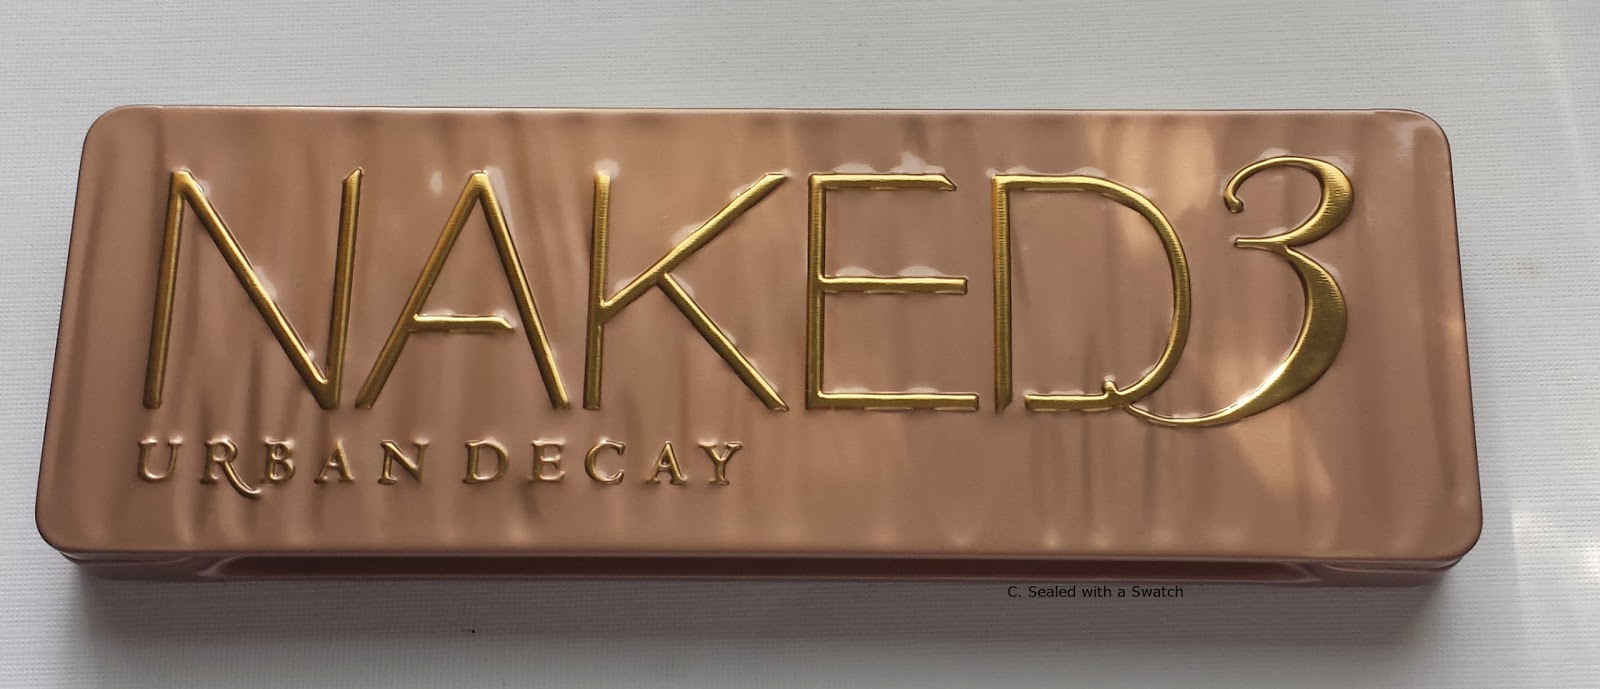 NAKED3
URBAN DECAY
C. Sealed with a Swatch